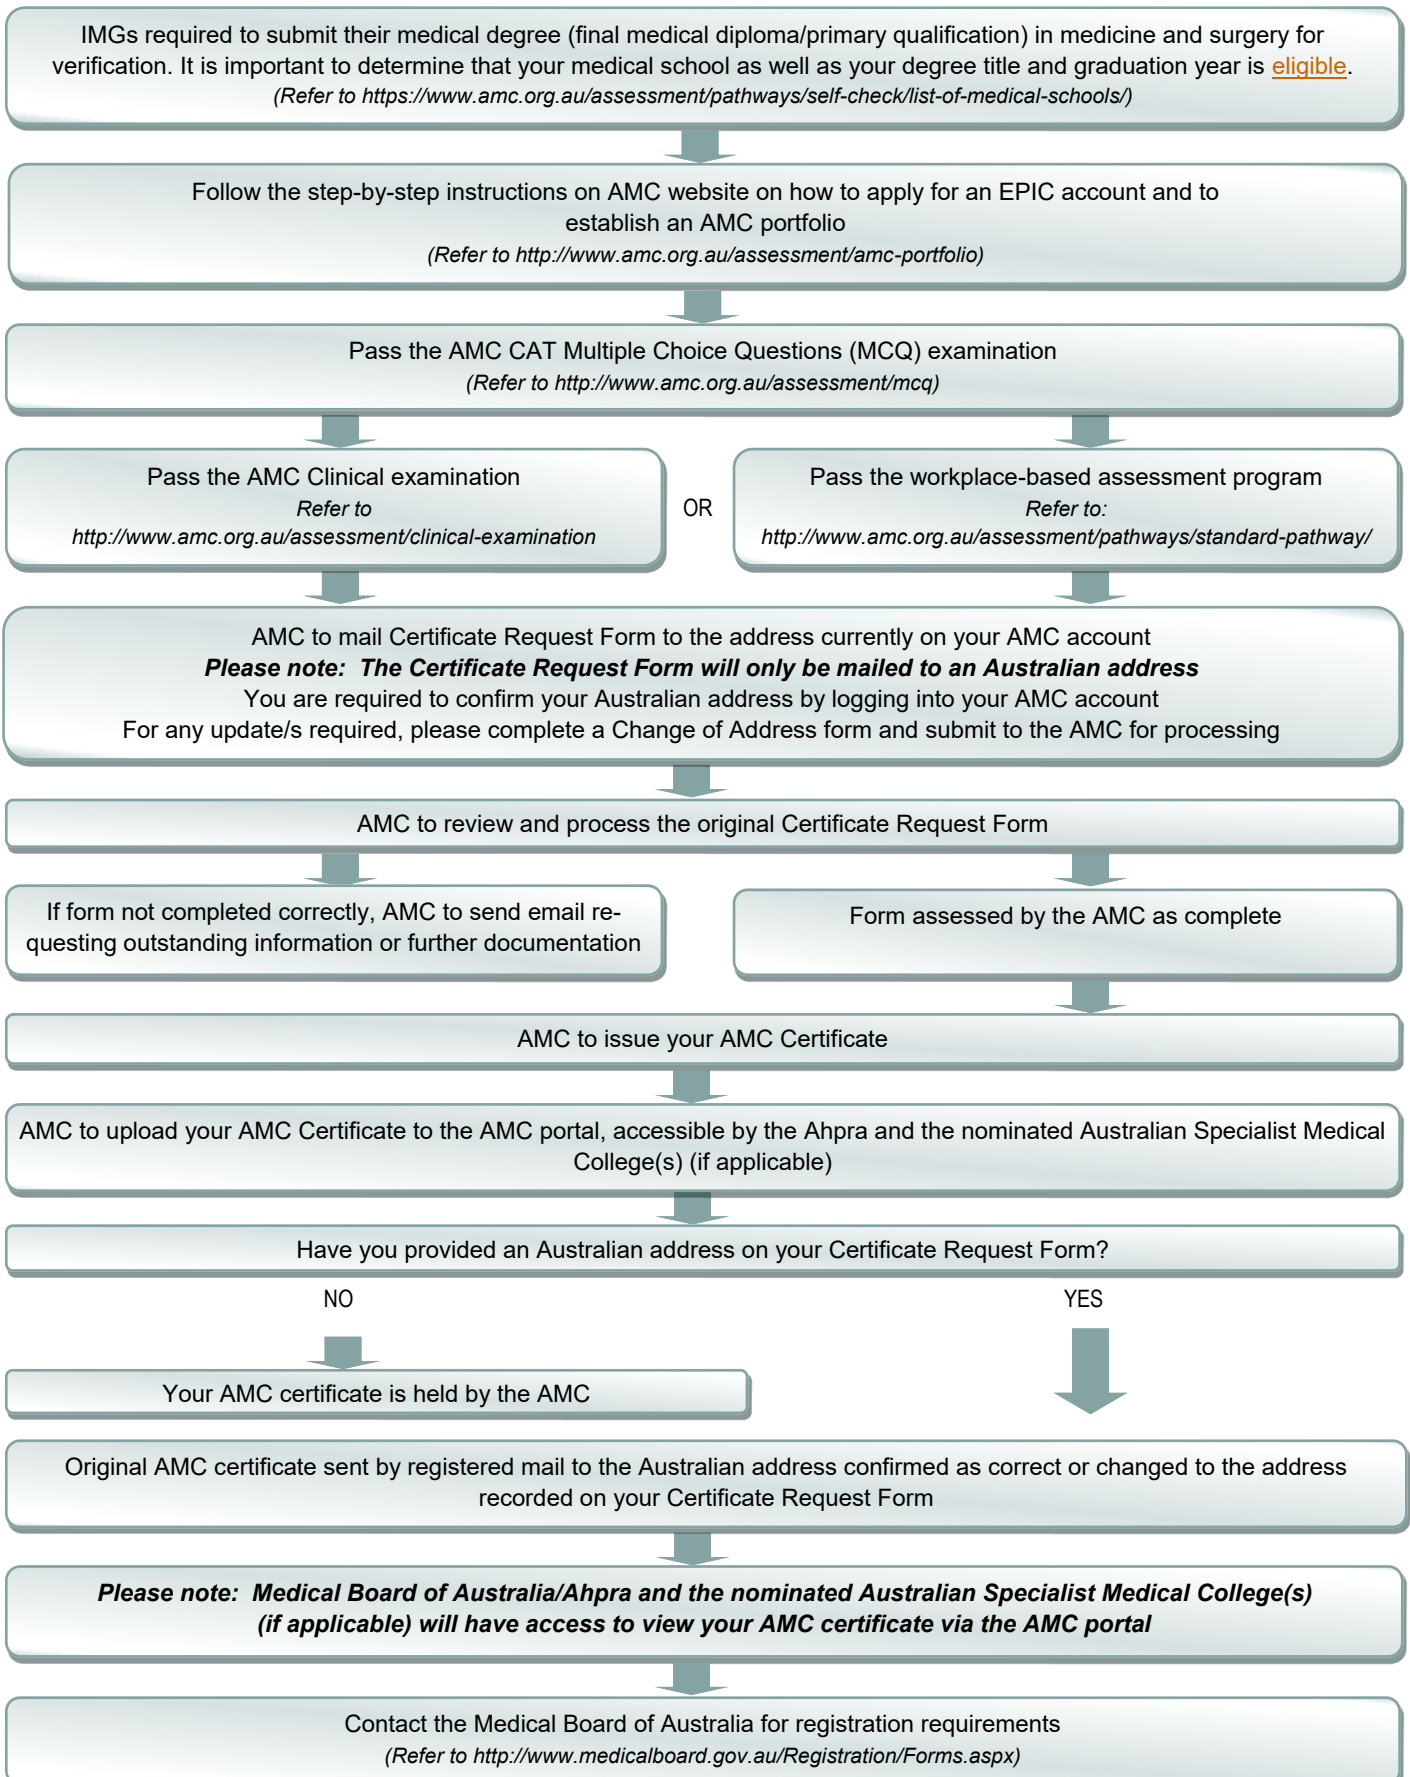 IMGs required to submit their medical degree (final medical diploma/primary qualification) in medicine and surgery for
verification. It is important to determine that your medical school as well as your degree title and graduation year is eligible.
(Refer to https://www.amc.org.au/assessment/pathways/self-check/list-of-medical-schools/)
Follow the step-by-step instructions on AMC website on how to apply for an EPIC account and to
establish an AMC portfolio
(Refer to http://www.amc.org.au/assessment/amc-portfolio)
Pass the AMC CAT Multiple Choice Questions (MCQ) examination
(Refer to http://www.amc.org.au/assessment/mcq)
Pass the AMC Clinical examination
Refer to
http://www.amc.org.au/assessment/clinical-examination
OR
Pass the workplace-based assessment program
Refer to:
http://www.amc.org.au/assessment/pathways/standard-pathway/
AMC to mail Certificate Request Form to the address currently on your AMC account
Please note:  The Certificate Request Form will only be mailed to an Australian address
You are required to confirm your Australian address by logging into your AMC account
For any update/s required, please complete a Change of Address form and submit to the AMC for processing
AMC to review and process the original Certificate Request Form
If form not completed correctly, AMC to send email re-
questing outstanding information or further documentation
Form assessed by the AMC as complete
AMC to issue your AMC Certificate
AMC to upload your AMC Certificate to the AMC portal, accessible by the Ahpra and the nominated Australian Specialist Medical
College(s) (if applicable)
Have you provided an Australian address on your Certificate Request Form?
NO
YES
Your AMC certificate is held by the AMC
Original AMC certificate sent by registered mail to the Australian address confirmed as correct or changed to the address
recorded on your Certificate Request Form
Please note:  Medical Board of Australia/Ahpra and the nominated Australian Specialist Medical College(s)
(if applicable) will have access to view your AMC certificate via the AMC portal
Contact the Medical Board of Australia for registration requirements
(Refer to http://www.medicalboard.gov.au/Registration/Forms.aspx)